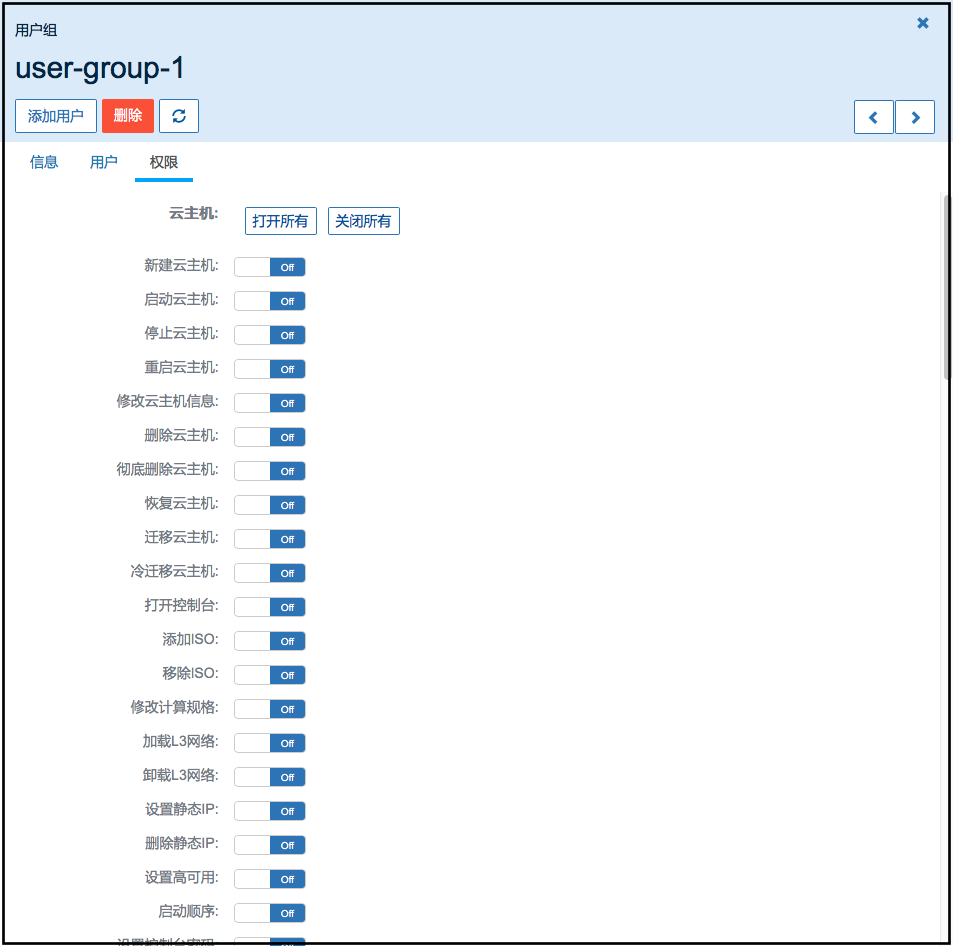 用户组
user-group-1
添加用户 删除
信息 用户 权限
云主机: 打开所有 关闭所有
新建云主机: Off
启动云主机: Off
停止云主机: Off
重启云主机: Off
修改云主机信息: Off
删除云主机: Off
彻底删除云主机: Off
恢复云主机: Off
迁移云主机: Off
冷迁移云主机: Off
打开控制台: Off
添加ISO: Off
移除ISO: Off
修改计算规格: Off
加载L3网络: Off
卸载L3网络: Off
设置静态IP: Off
删除静态IP: Off
设置高可用: Off
启动顺序: Off
设置控制台密码